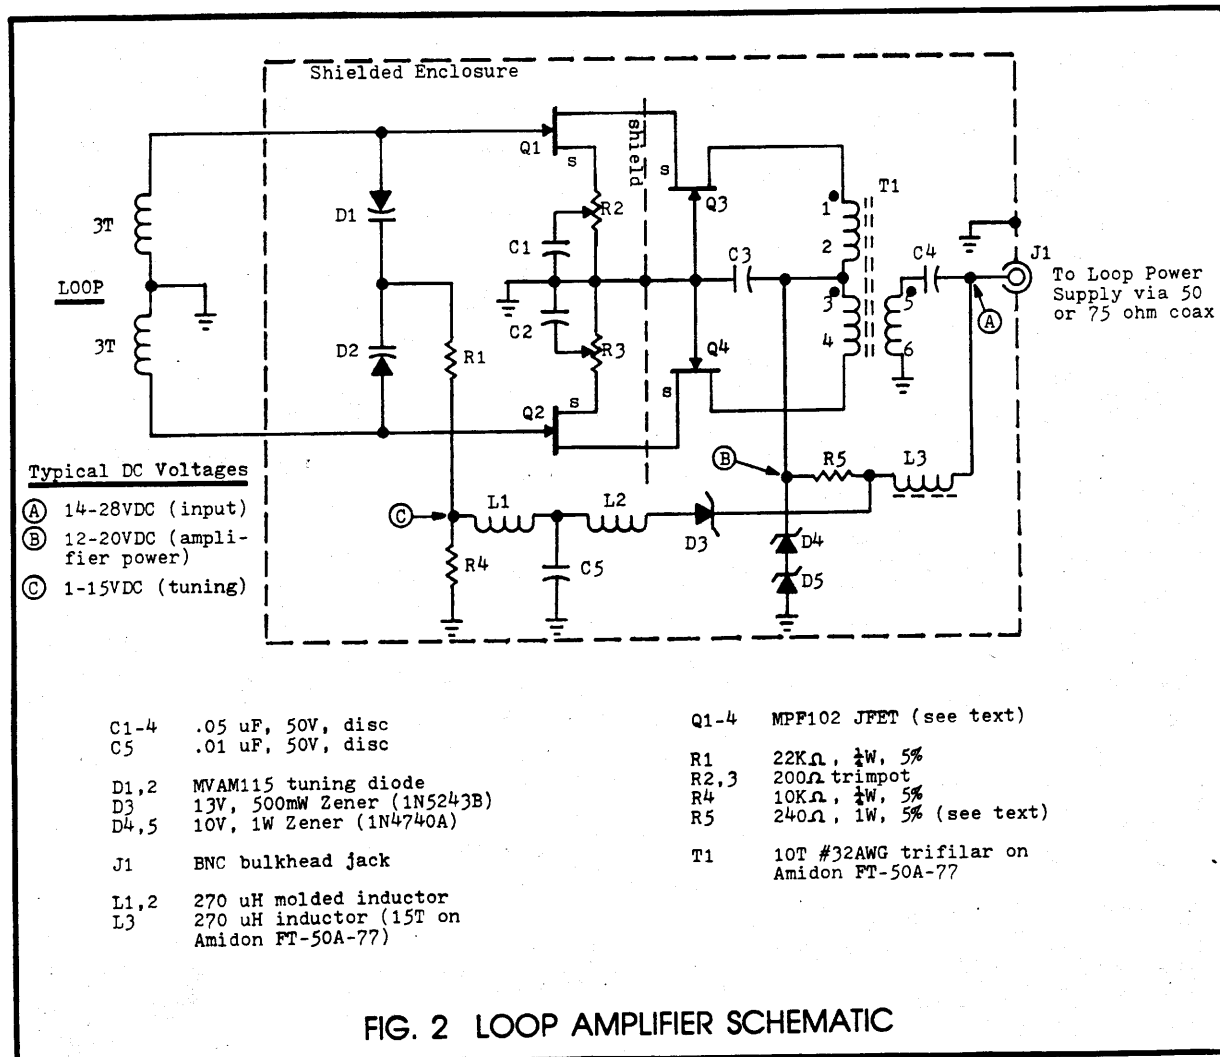 Shielded Enclosure
shield
Q1
s
s
T1
3T
D1
R2
Q3
1
C1
2
C3
C4
J1
LOOP
To Loop Power
Supply via 50
or 75 ohm coax
3
5
A
C2
3T
D2
R1
R3
Q4
4
6
s
s
Q2
Typical DC Voltages
B
R5
L3
A 14-28VDC (input)
B 12-20VDC (ampli-
fier power)
C 1-15VDC (tuning)
C
L1
L2
D3
D4
R4
C5
D5
C1-4 .05 uF, 50V, disc
C5 .01 uF, 50V, disc
D1,2 MVAM115 tuning diode
D3 13V, 500mW Zener (1N5243B)
D4,5 10V, 1W Zener (1N4740A)
J1 BNC bulkhead jack
L1,2 270 uH molded inductor
L3 270 uH inductor (15T on
Amidon FT-50A-77)
Q1-4 MPF102 JFET (see text)
R1 22KΩ, ¼W, 5%
R2,3 200Ω trimpot
R4 10KΩ, ¼W, 5%
R5 240Ω, 1W, 5% (see text)
T1 10T #32AWG trifilar on
Amidon FT-50A-77
FIG. 2 LOOP AMPLIFIER SCHEMATIC